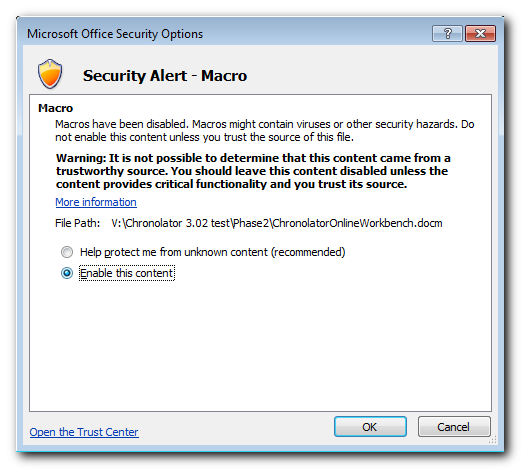 Microsoft Office Security Options
?
Security Alert - Macro
Macro
Macros have been disabled. Macros might contain viruses or other security hazards. Do
not enable this content unless you trust the source of this file.
Warning: It is not possible to determine that this content came from a
trustworthy source. You should leave this content disabled unless the
content provides critical functionality and you trust its source.
More information
File Path: V:\Chronolator 3.02 test\Phase2\ChronolatorOnlineWorkbench.docm
Help protect me from unknown content (recommended)
Enable this content
Open the Trust Center
OK
Cancel